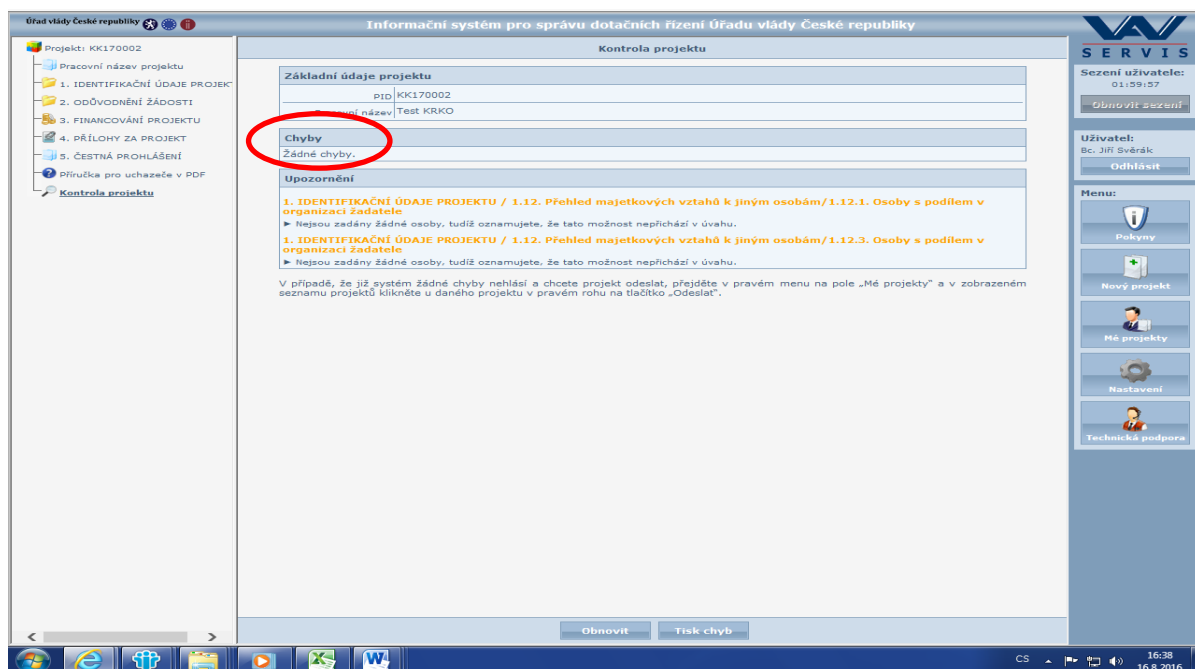 Úřad vlády České republiky
Informační systém pro správu dotačních řízení Úřadu vlády České republiky
VAV
SERVIS
Projekt: KK170002
Pracovní název projektu
1. IDENTIFIKAČNÍ ÚDAJE PROJEKT
2. ODŮVODNĚNÍ ŽÁDOSTI
3. FINANCOVÁNÍ PROJEKTU
4. PŘÍLOHY ZA PROJEKT
5. ČESTNÁ PROHLÁŠENÍ
Příručka pro uchazeče v PDF
Kontrola projektu
Kontrola projektu
Základní údaje projektu
PID KK170002
Pracovní název Test KRKO
Chyby
Žádné chyby.
Upozornění
1. IDENTIFIKAČNÍ ÚDAJE PROJEKTU / 1.12. Přehled majetkových vztahů k jiným osobám/1.12.1. Osoby s podílem v
organizaci žadatele
► Nejsou zadány žádné osoby, tudíž oznamujete, že tato možnost nepřichází v úvahu.
1. IDENTIFIKAČNÍ ÚDAJE PROJEKTU / 1.12. Přehled majetkových vztahů k jiným osobám/1.12.3. Osoby s podílem v
organizaci žadatele
► Nejsou zadány žádné osoby, tudíž oznamujete, že tato možnost nepřichází v úvahu.
V případě, že již systém žádné chyby nehlásí a chcete projekt odeslat, přejděte v pravém menu na pole „Mé projekty" a v zobrazeném
seznamu projektů klikněte u daného projektu v pravém rohu na tlačítko „Odeslat".
Obnovit Tisk chyb
Sezení uživatele:
01:59:57
Obnovit sezení
Uživatel:
Bc. Jiří Svěrák
Odhlásit
Menu:
Pokyny
Nový projekt
Mé projekty
Nastavení
Technická podpora
CS
16:38
16.8.2016